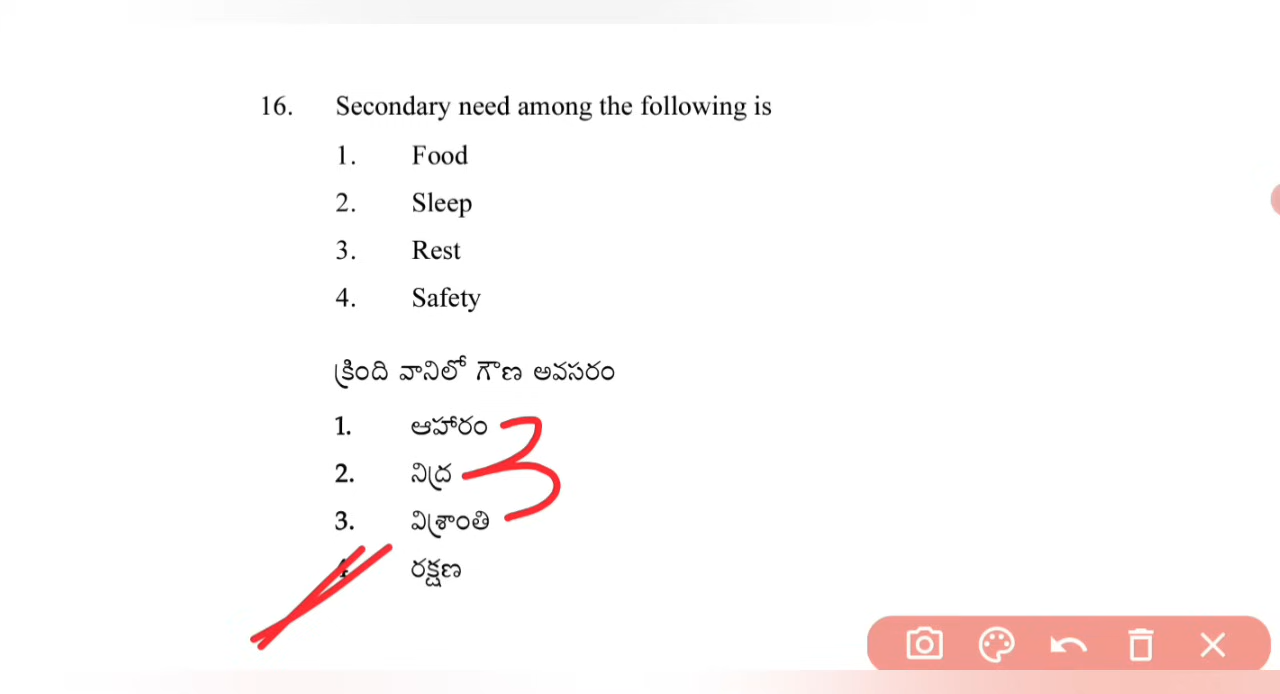 16. Secondary need among the following is
1. Food
2. Sleep
3. Rest
4. Safety
క్రింది వానిలో గౌణ అవసరం
1. ఆహారం
2. నిద్ర
3. విశ్రాంతి
4. రక్షణ